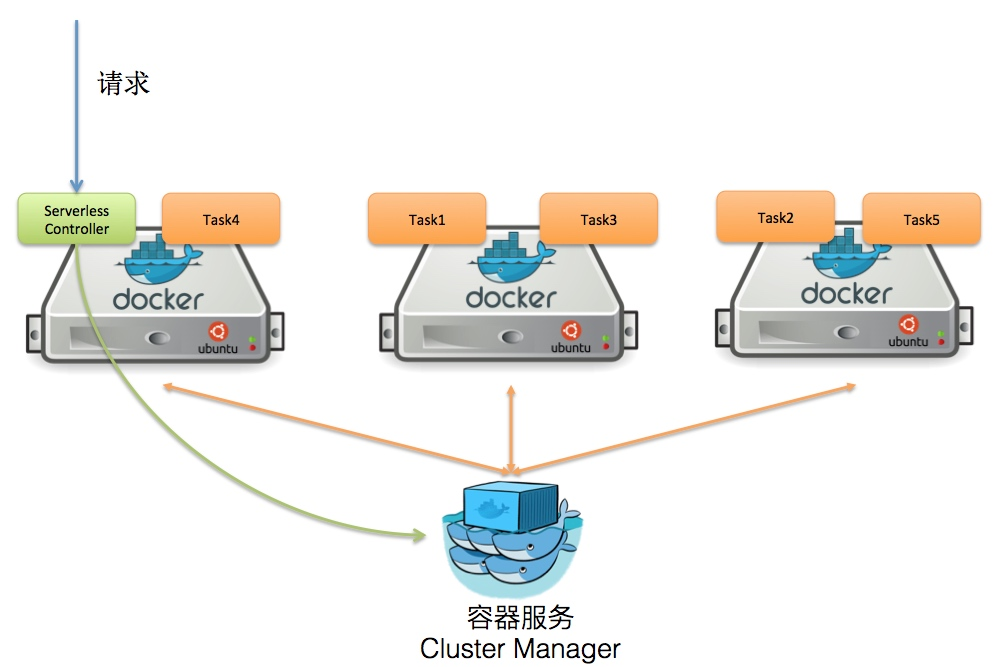 请求
Serverless
Controller
Task4
Task1
Task3
Task2
Task5
docker
docker
docker
ubuntu
ubuntu
ubuntu
容器服务
Cluster Manager